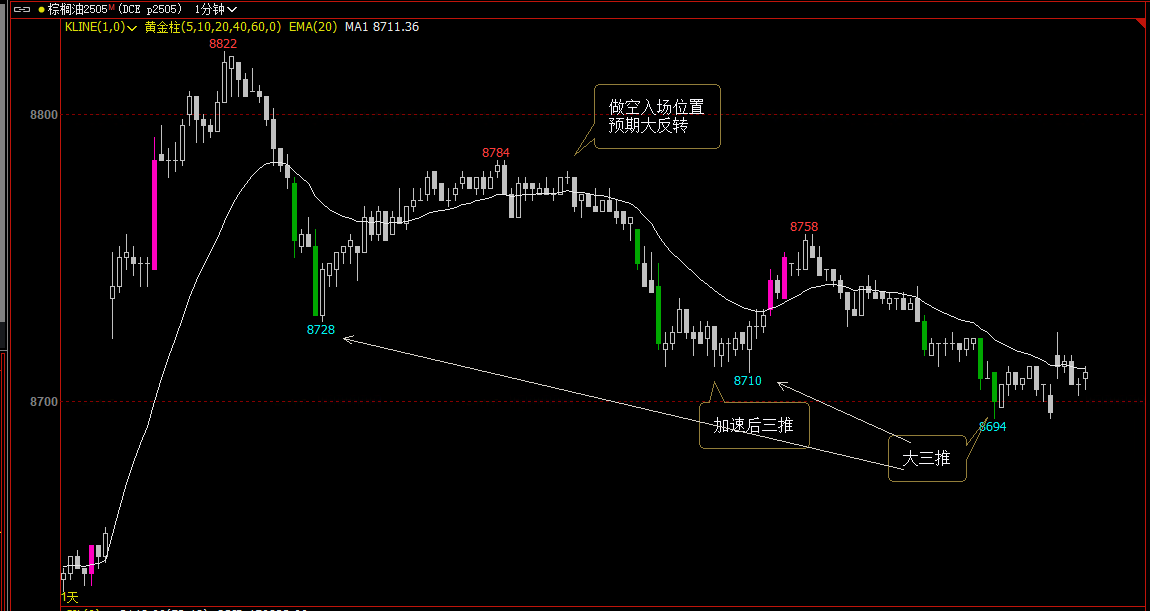 棕榈油2505M (DCE p2505) 1分钟
KLINE(1,0) 黄金柱(5,10,20,40,60,0) EMA(20) MA1 8711.36
8822
8800
做空入场位置
预期大反转
8784
8758
8728
8710
8700
加速后三推
8694
大三推
1天